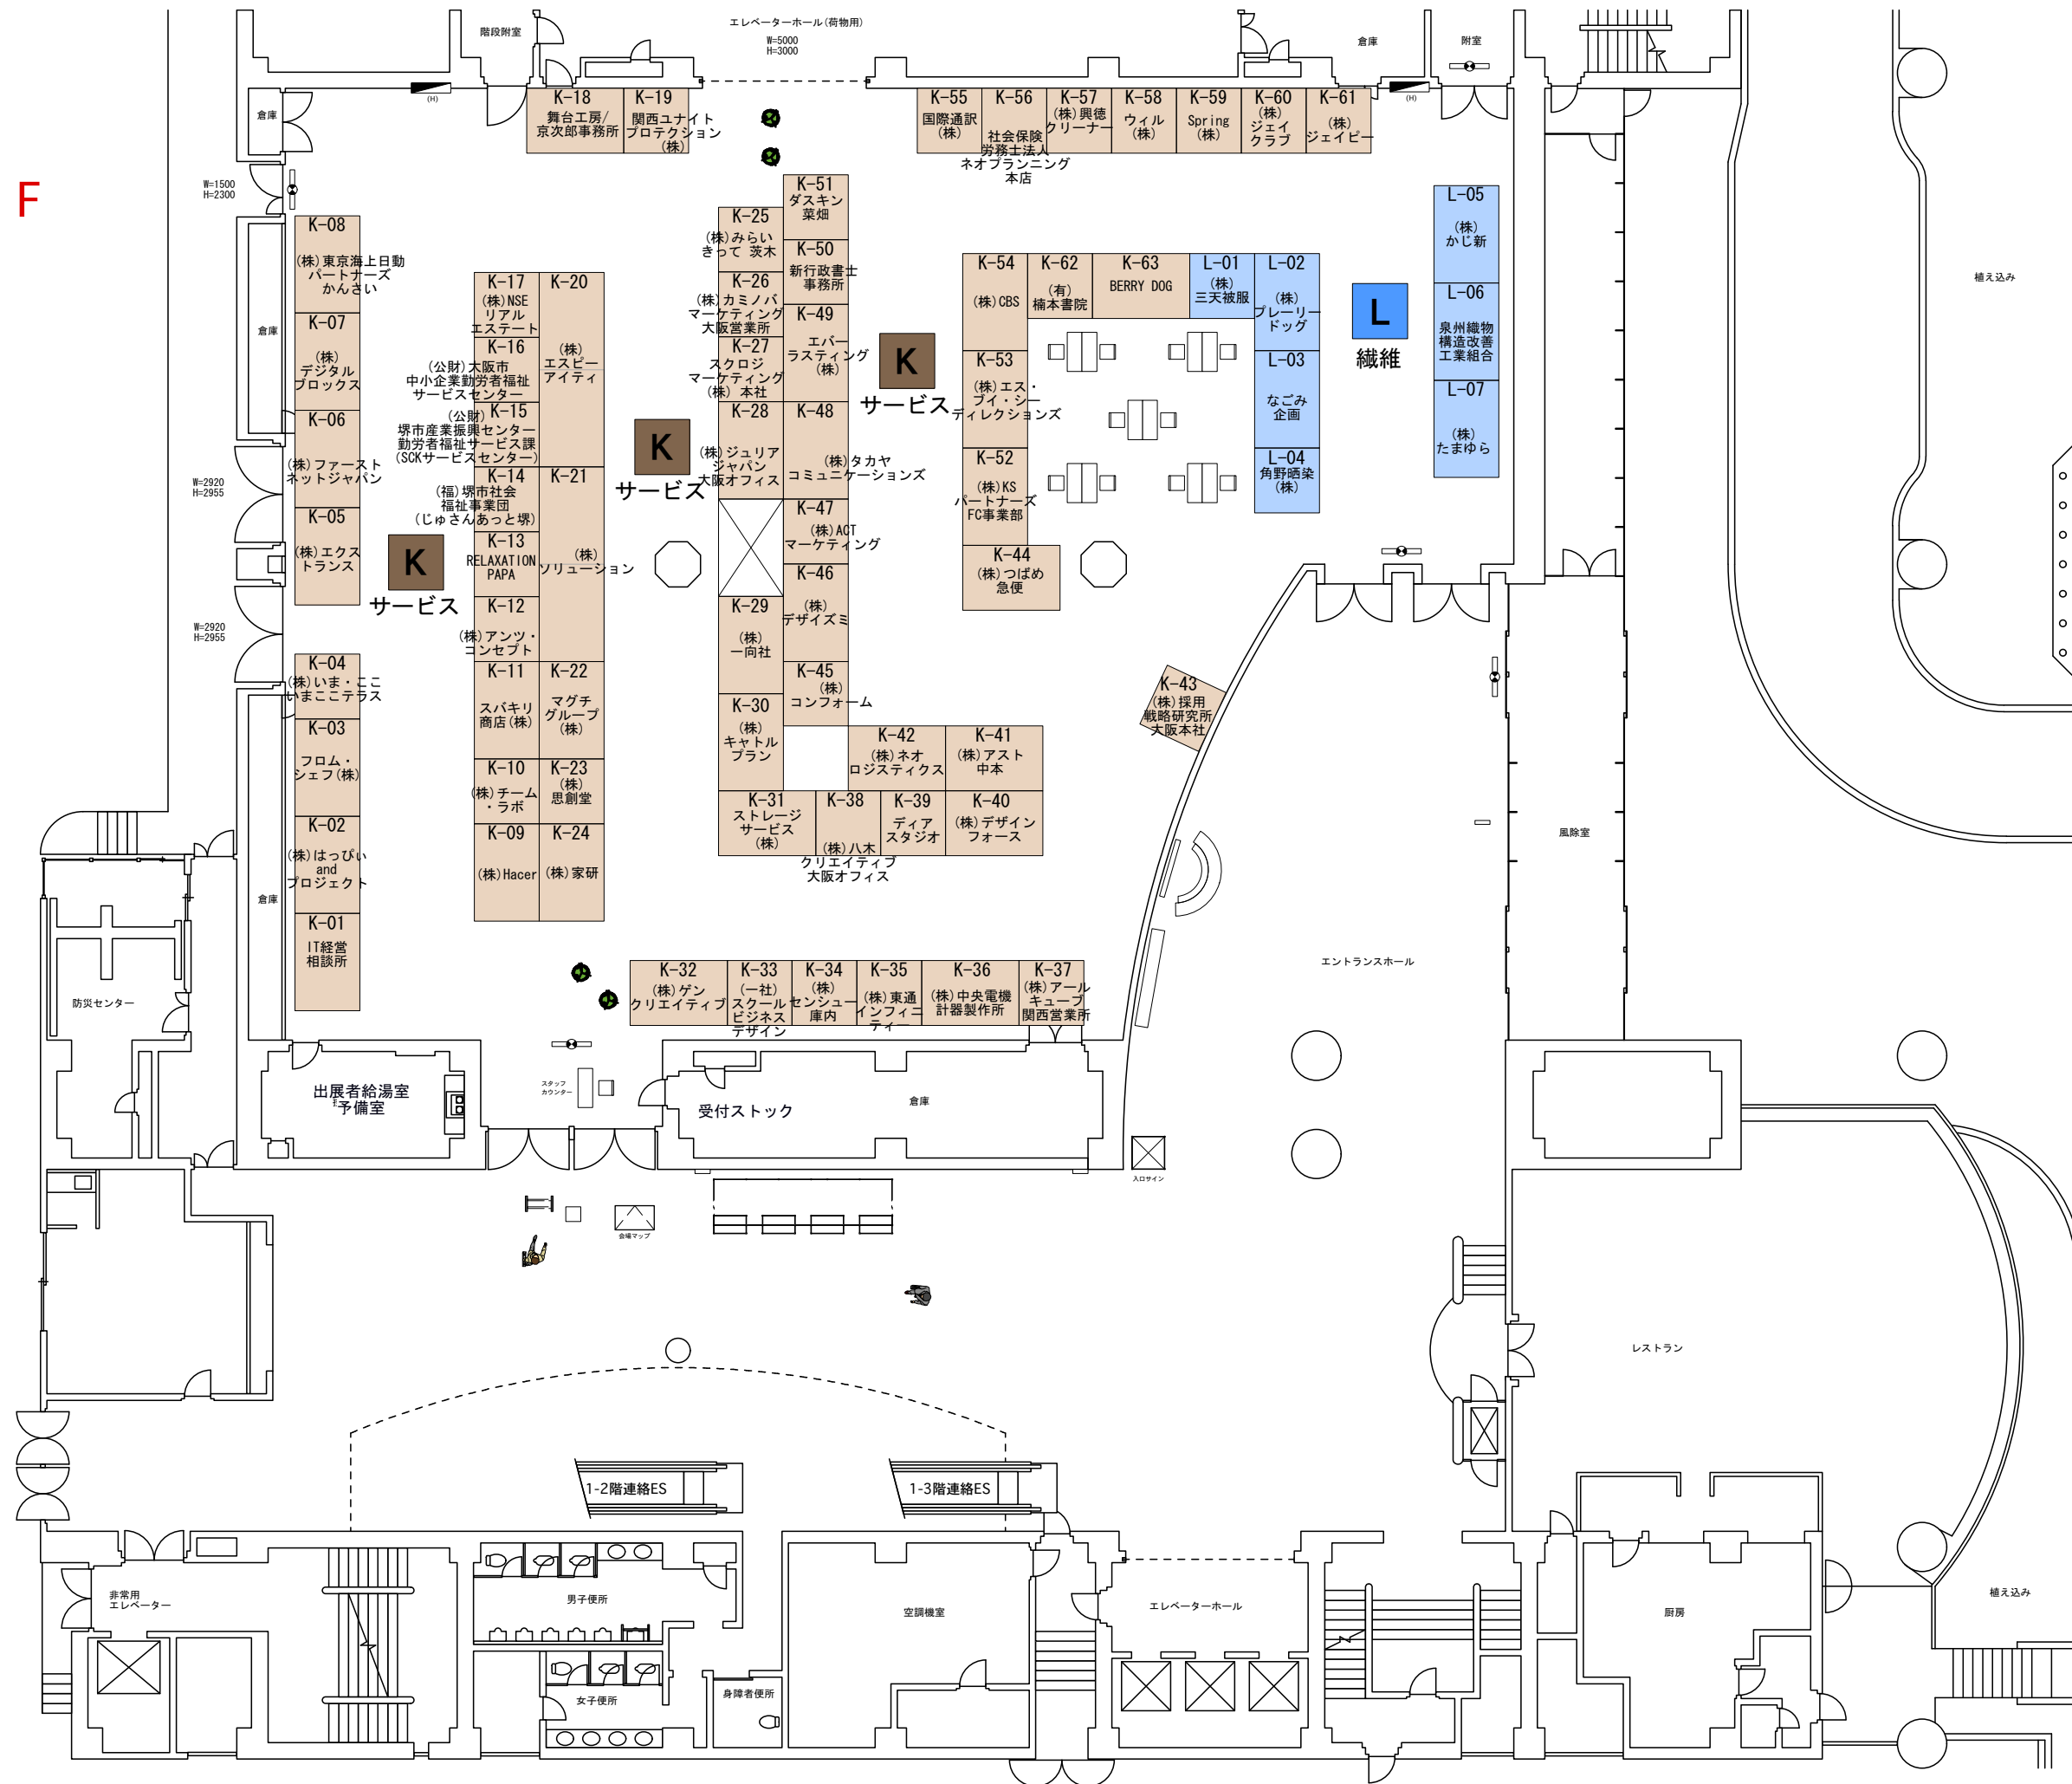 F
階段附室
エレベーターホール(荷物用)
W=5000
H=3000
倉庫
附室
(H)
(H)
倉庫
W=1500
H=2300
K-18
舞台工房/
京次郎事務所
K-19
関西ユナイト
プロテクション
(株)
K-55
国際通訳
(株)
K-56
社会保険
労務士法人
ネオプランニング
本店
K-57
(株)興徳
クリーナー
K-58
ウィル
(株)
K-59
Spring
(株)
K-60
(株)
ジェイ
クラブ
K-61
(株)
ジェイピー
K-08
(株)東京海上日動
パートナーズ
かんさい
K-07
(株)
デジタル
ブロックス
K-06
(株)ファースト
ネットジャパン
K-05
(株)エクス
トランス
倉庫
W=2920
H=2955
W=2920
H=2955
K
サービス
K-17
(株)NSE
リアル
エステート
K-16
(公財)大阪市
中小企業勤労者福祉
サービスセンター
K-15
(公財)
堺市産業振興センター
勤労者福祉サービス課
(SCKサービスセンター)
K-14
(福)堺市社会
福祉事業団
(じゅさんあっと堺)
K-13
RELAXATION
PAPA
K-12
(株)アンツ・
コンセプト
K-11
スバキリ
商店(株)
K-10
(株)チーム
・ラボ
K-09
(株)Hacer
K-20
(株)
エスピー
アイティ
K-21
(株)
ソリューション
K-22
マグチ
グループ
(株)
K-23
(株)
思創堂
K-24
(株)家研
K
サービス
K-51
ダスキン
菜畑
K-25
(株)みらい
きって 茨木
K-50
新行政書士
事務所
K-26
(株)カミノバ
マーケティング
大阪営業所
K-49
エバー
ラスティング
(株)
K-27
スクロジ
マーケティング
(株)本社
K-28
(株)ジュリア
ジャパン
大阪オフィス
K-48
(株)タカヤ
コミュニケーションズ
K-47
(株)ACT
マーケティング
K-46
(株)
デザイズミ
K-29
(株)
一向社
K-45
(株)
コンフォーム
K-30
(株)
キャトル
プラン
K-42
(株)ネオ
ロジスティクス
K-41
(株)アスト
中本
K-31
ストレージ
サービス
(株)
K-38
(株)八木
クリエイティブ
大阪オフィス
K-39
ディア
スタジオ
K-40
(株)デザイン
フォース
K
サービス
K-54
(株)CBS
K-62
(有)
楠本書院
K-63
BERRY DOG
L-01
(株)
三天被服
L-02
(株)
プレーリー
ドッグ
K-53
(株)エス・
ブイ・シー
ディレクションズ
L-03
なごみ
企画
K-52
(株)KS
パートナーズ
FC事業部
L-04
角野晒染
(株)
K-44
(株)つばめ
急便
L
繊維
L-05
(株)
かじ新
L-06
泉州織物
構造改善
工業組合
L-07
(株)
たまゆら
植え込み
K-43
(株)採用
戦略研究所
大阪本社
K-04
(株)いま・ここ
いまここテラス
K-03
フロム・
シェフ(株)
K-02
(株)はっぴい
and
プロジェクト
K-01
IT経営
相談所
倉庫
防災センター
風除室
エントランスホール
K-32
(株)ゲン
クリエイティブ
K-33
(一社)
スクール
ビジネス
デザイン
K-34
(株)
センシュー
庫内
K-35
(株)東通
インフィニ
ティー
K-36
(株)中央電機
計器製作所
K-37
(株)アール
キューブ
関西営業所
出展者給湯室
予備室
スタッフ
カウンター
受付ストック
倉庫
入口サイン
会場マップ
レストラン
1-2階連絡ES
1-3階連絡ES
非常用
エレベーター
男子便所
女子便所
身障者便所
空調機室
エレベーターホール
厨房
植え込み